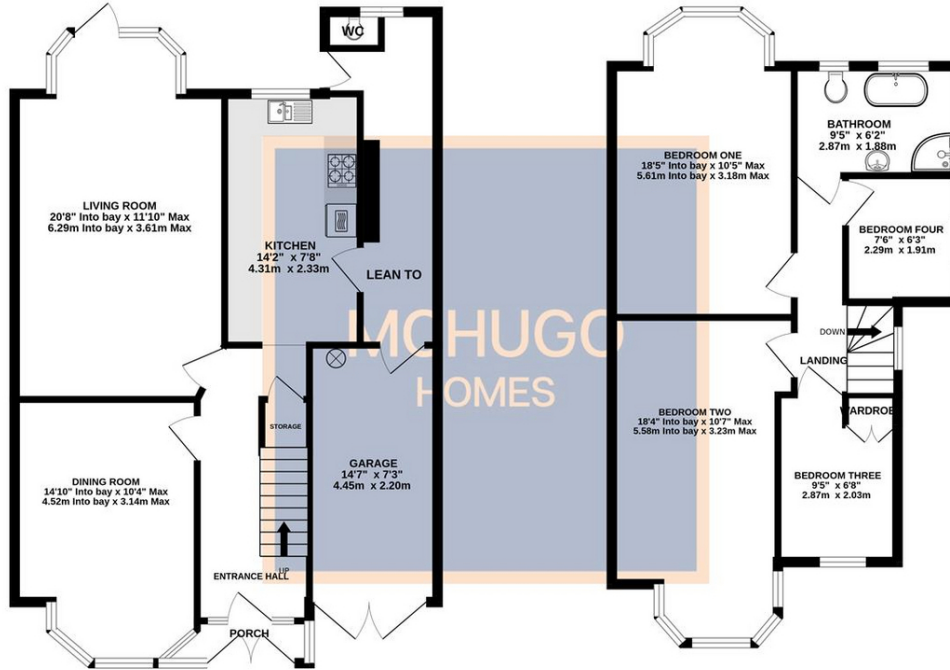 WC
LIVING ROOM
20'8" Into bay x 11'10" Max
6.29m Into bay x 3.61m Max
KITCHEN
14'2" x 7'8"
4.31m x 2.33m
LEAN TO
DINING ROOM
14'10" Into bay x 10'4" Max
4.52m Into bay x 3.14m Max
STORAGE
GARAGE
14'7" x 7'3"
4.45m x 2.20m
UP
ENTRANCE HALL
PORCH
MCHUGO
HOMES
BEDROOM ONE
18'5" Into bay x 10'5" Max
5.61m Into bay x 3.18m Max
BATHROOM
9'5" x 6'2"
2.87m x 1.88m
BEDROOM FOUR
7'6" x 6'3"
2.29m x 1.91m
DOWN
LANDING
BEDROOM TWO
18'4" Into bay x 10'7" Max
5.58m Into bay x 3.23m Max
WARDROBE
BEDROOM THREE
9'5" x 6'8"
2.87m x 2.03m